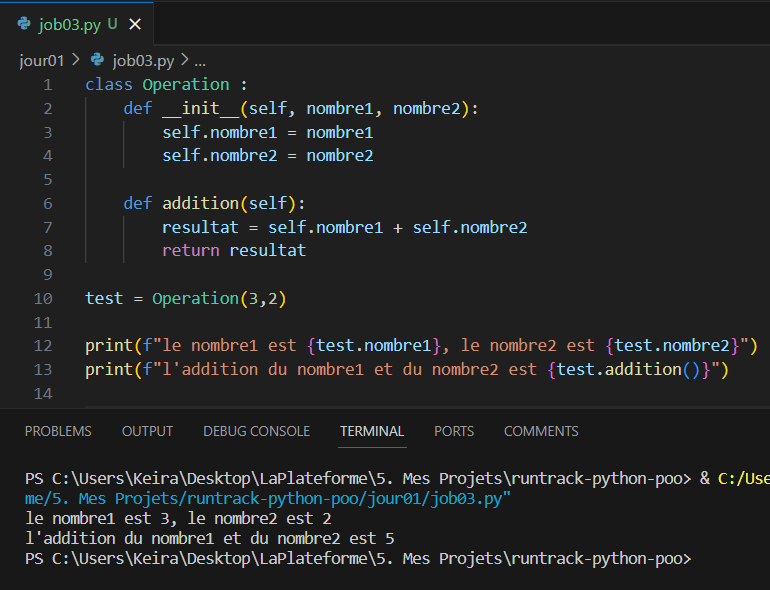 job03.py U ×
jour01 > job03.py > ...
1 class Operation :
2     def __init__(self, nombre1, nombre2):
3         self.nombre1 = nombre1
4         self.nombre2 = nombre2
5
6     def addition(self):
7         resultat = self.nombre1 + self.nombre2
8         return resultat
9
10 test = Operation(3,2)
11
12 print(f"le nombre1 est {test.nombre1}, le nombre2 est {test.nombre2}")
13 print(f"l'addition du nombre1 et du nombre2 est {test.addition()}")
14
PROBLEMS OUTPUT DEBUG CONSOLE TERMINAL PORTS COMMENTS
PS C:\Users\Keira\Desktop\LaPlateforme\5. Mes Projets\runtrack-python-poo> & C:/Use
me/5. Mes Projets/runtrack-python-poo/jour01/job03.py"
le nombre1 est 3, le nombre2 est 2
l'addition du nombre1 et du nombre2 est 5
PS C:\Users\Keira\Desktop\LaPlateforme\5. Mes Projets\runtrack-python-poo>